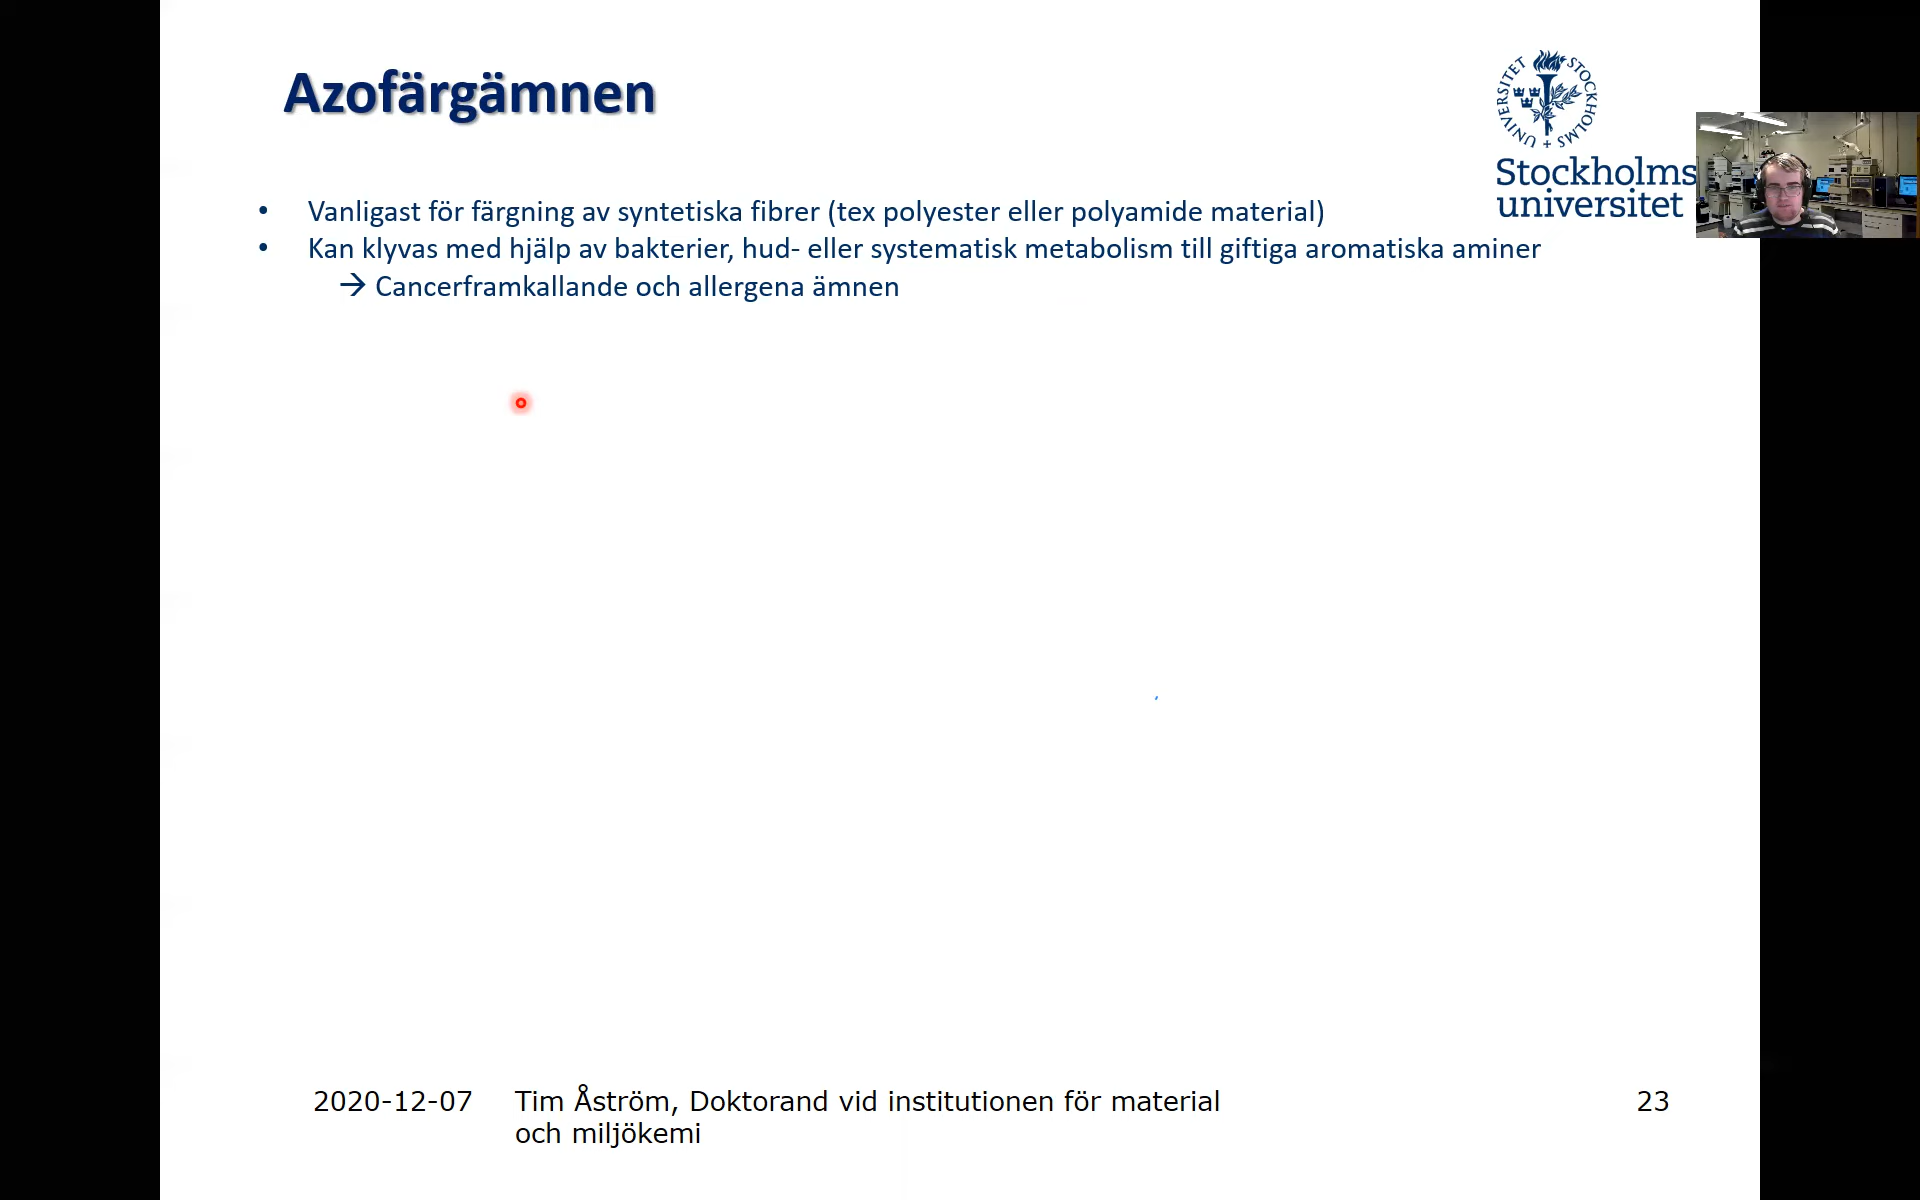 Azofärgämnen
UNIVERSITET STOCKHOLMS +
Stockholms
universitet
• Vanligast för färgning av syntetiska fibrer (tex polyester eller polyamide material)
• Kan klyvas med hjälp av bakterier, hud- eller systematisk metabolism till giftiga aromatiska aminer
→ Cancerframkallande och allergena ämnen
2020-12-07 Tim Åström, Doktorand vid institutionen för material 23
och miljökemi